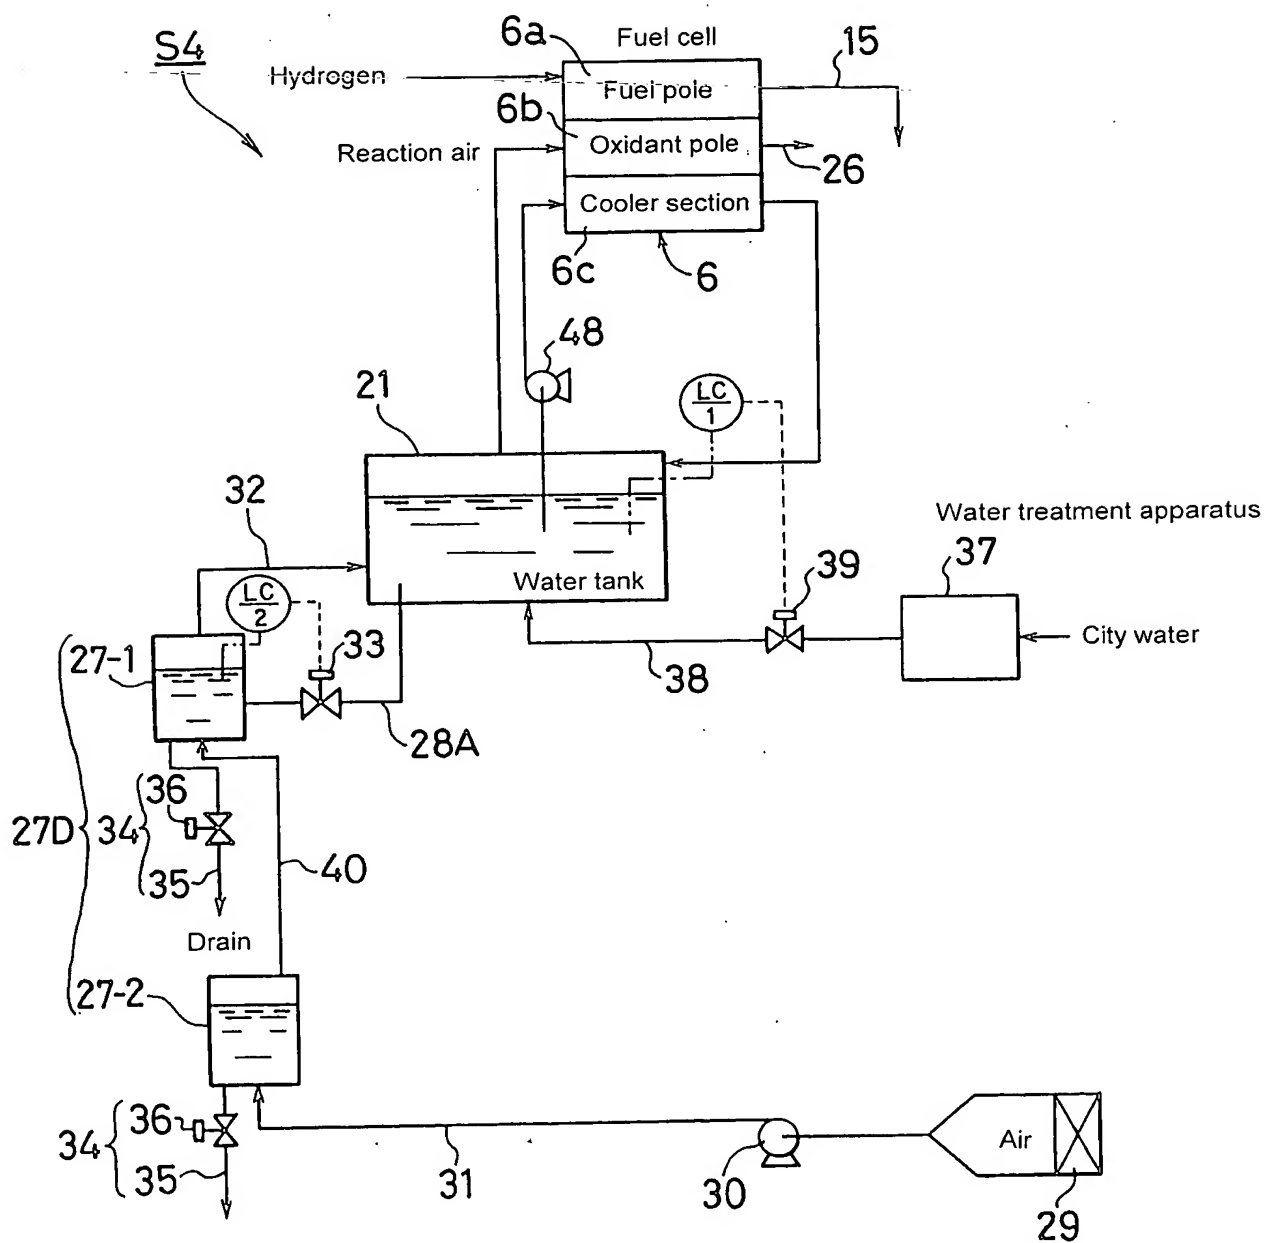 S4
6a
Fuel cell
15
Hydrogen
Fuel pole
6b
Reaction air
Oxidant pole
26
Cooler section
6c
6
48
21
LC
1
32
Water treatment apparatus
37
39
Water tank
LC
2
City water
27-1
33
38
28A
36
27D
34
40
35
Drain
27-2
36
34
35
31
30
Air
29